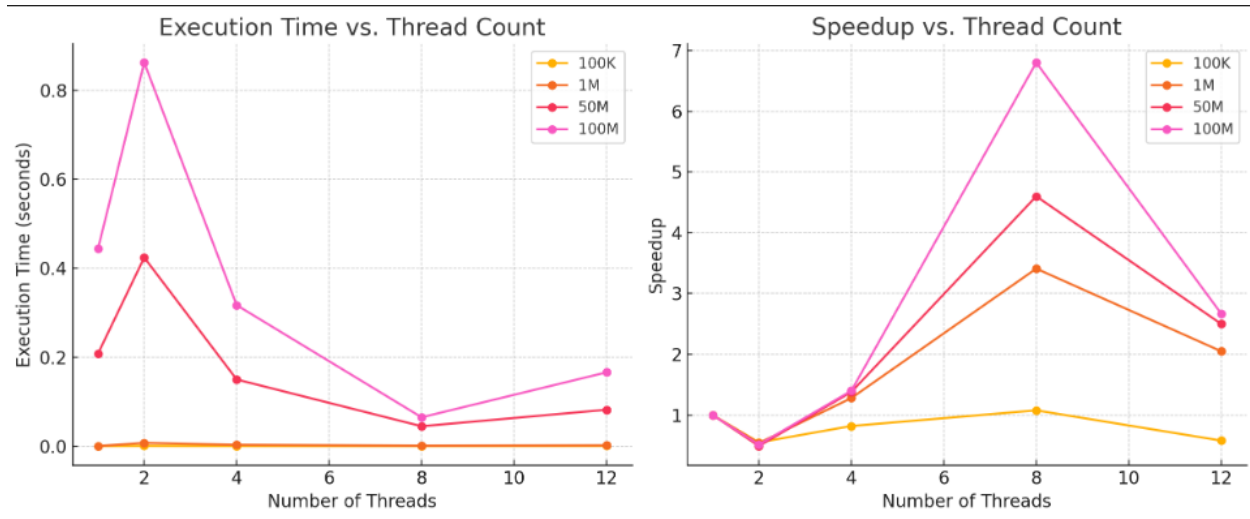 Execution Time vs. Thread Count
100K
1M
50M
100M
0.8
0.6
0.4
0.2
0.0
Execution Time (seconds)
2
4
6
8
10
12
Number of Threads
Speedup vs. Thread Count
100K
1M
50M
100M
7
6
5
4
3
2
1
Speedup
2
4
6
8
10
12
Number of Threads